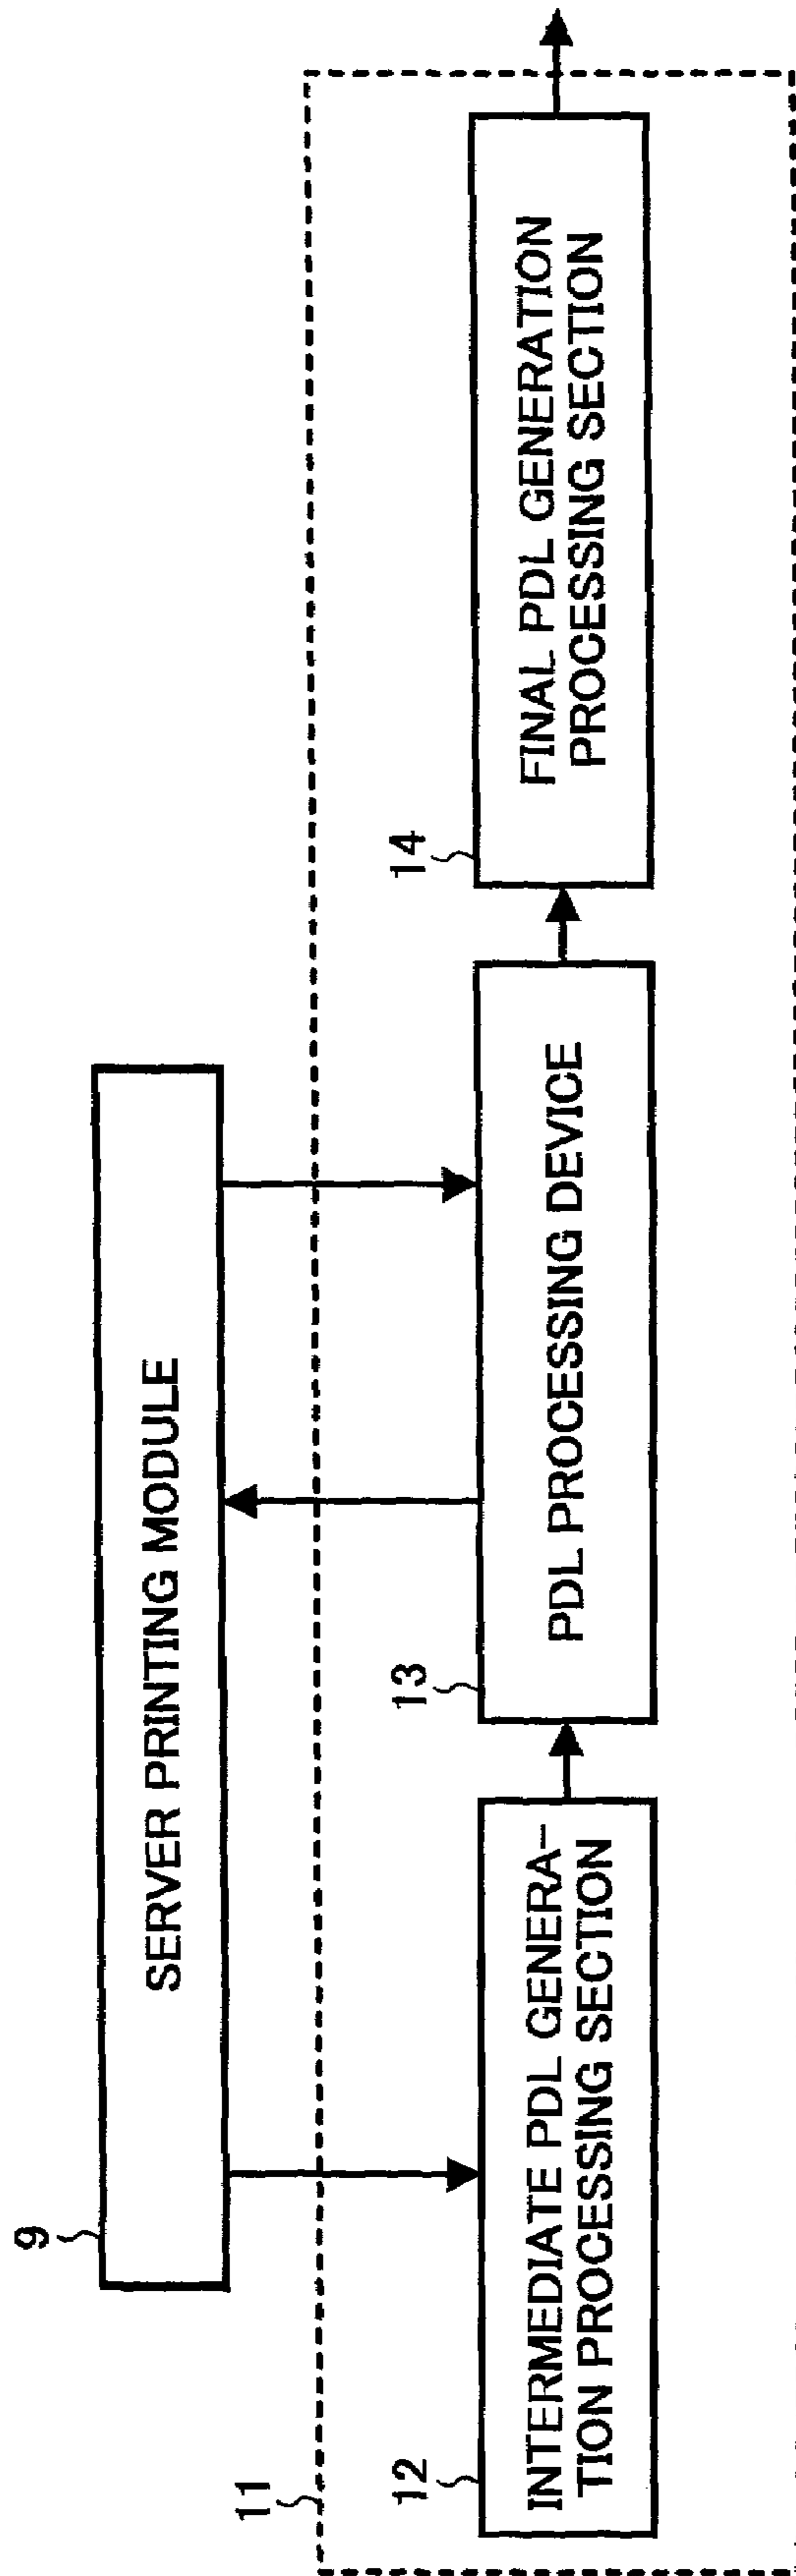 9
SERVER PRINTING MODULE
11
12
INTERMEDIATE PDL GENERA–
TION PROCESSING SECTION
13
PDL PROCESSING DEVICE
14
FINAL PDL GENERATION
PROCESSING SECTION